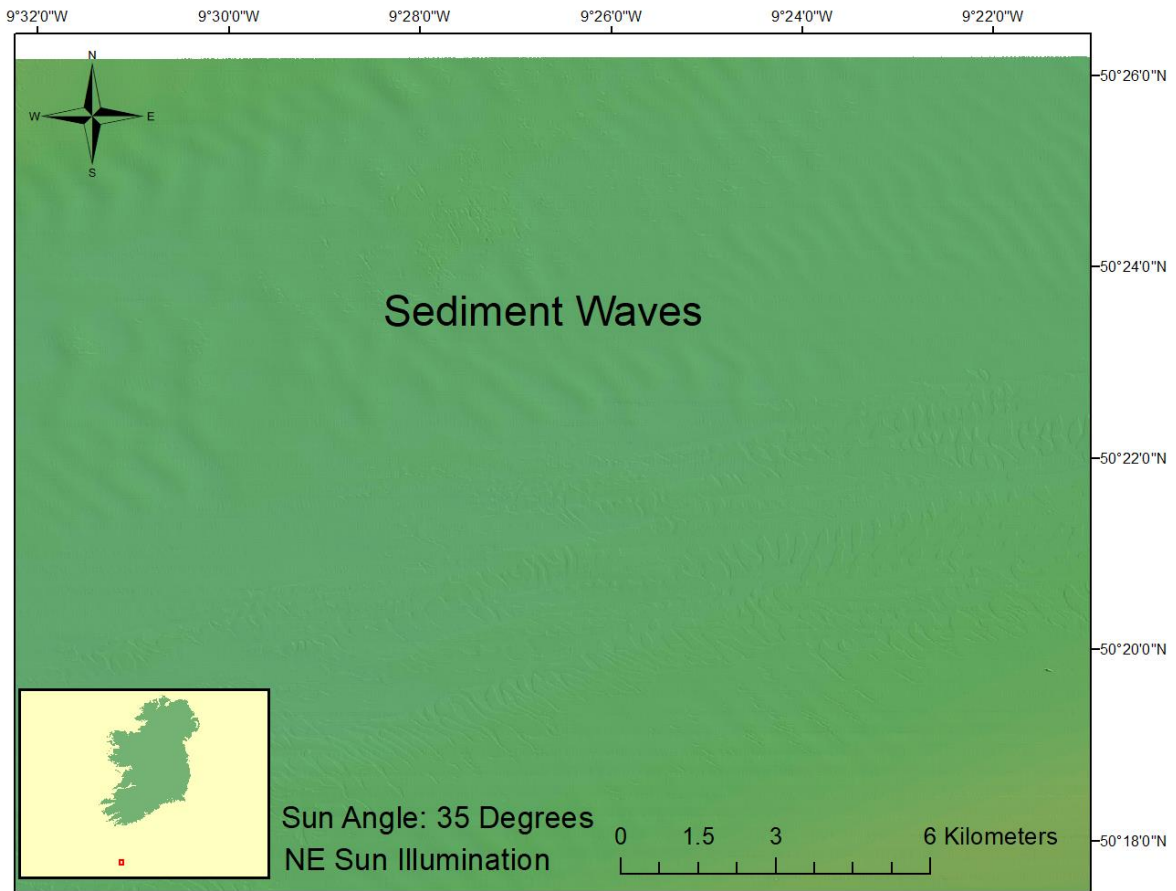 9°32'0"W 9°30'0"W 9°28'0"W 9°26'0"W 9°24'0"W 9°22'0"W
50°26'0"N
N
W E
S
50°24'0"N
Sediment Waves
50°22'0"N
50°20'0"N
Sun Angle: 35 Degrees
NE Sun Illumination
0 1.5 3 6 Kilometers
50°18'0"N